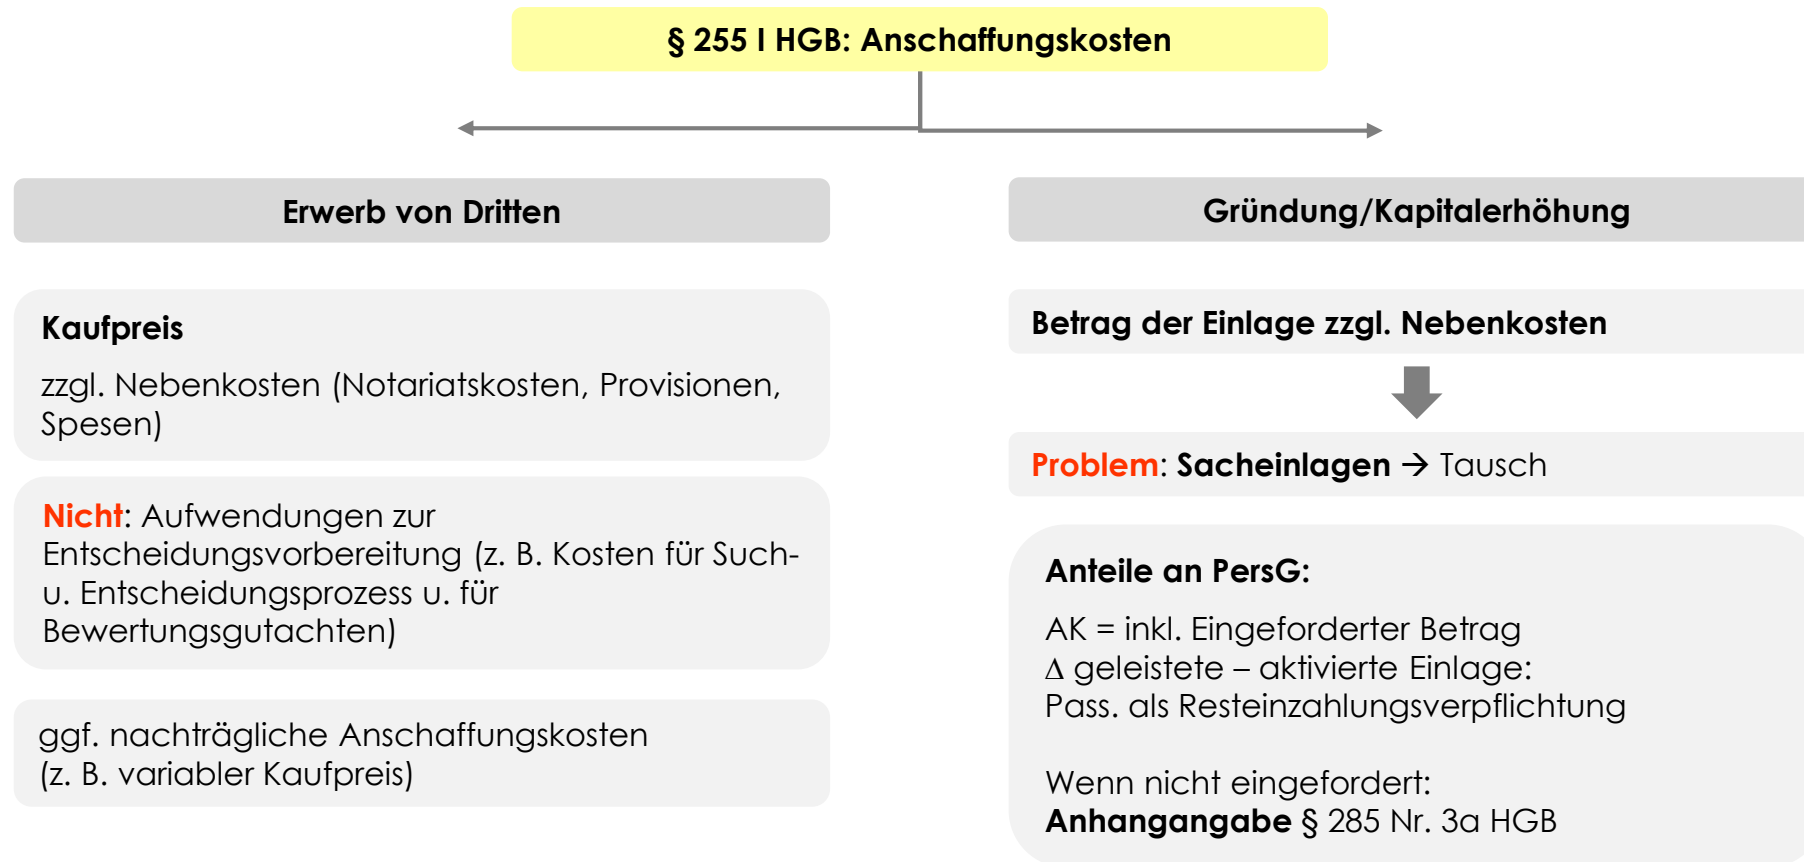 § 255 I HGB: Anschaffungskosten
Erwerb von Dritten
Kaufpreis
zzgl. Nebenkosten (Notariatskosten, Provisionen,
Spesen)
Nicht: Aufwendungen zur
Entscheidungsvorbereitung (z. B. Kosten für Such-
u. Entscheidungsprozess u. für
Bewertungsgutachten)
ggf. nachträgliche Anschaffungskosten
(z. B. variabler Kaufpreis)
Gründung/Kapitalerhöhung
Betrag der Einlage zzgl. Nebenkosten
Problem: Sacheinlagen → Tausch
Anteile an PersG:
AK = inkl. Eingeforderter Betrag
Δ geleistete – aktivierte Einlage:
Pass. als Resteinzahlungsverpflichtung
Wenn nicht eingefordert:
Anhangangabe § 285 Nr. 3a HGB